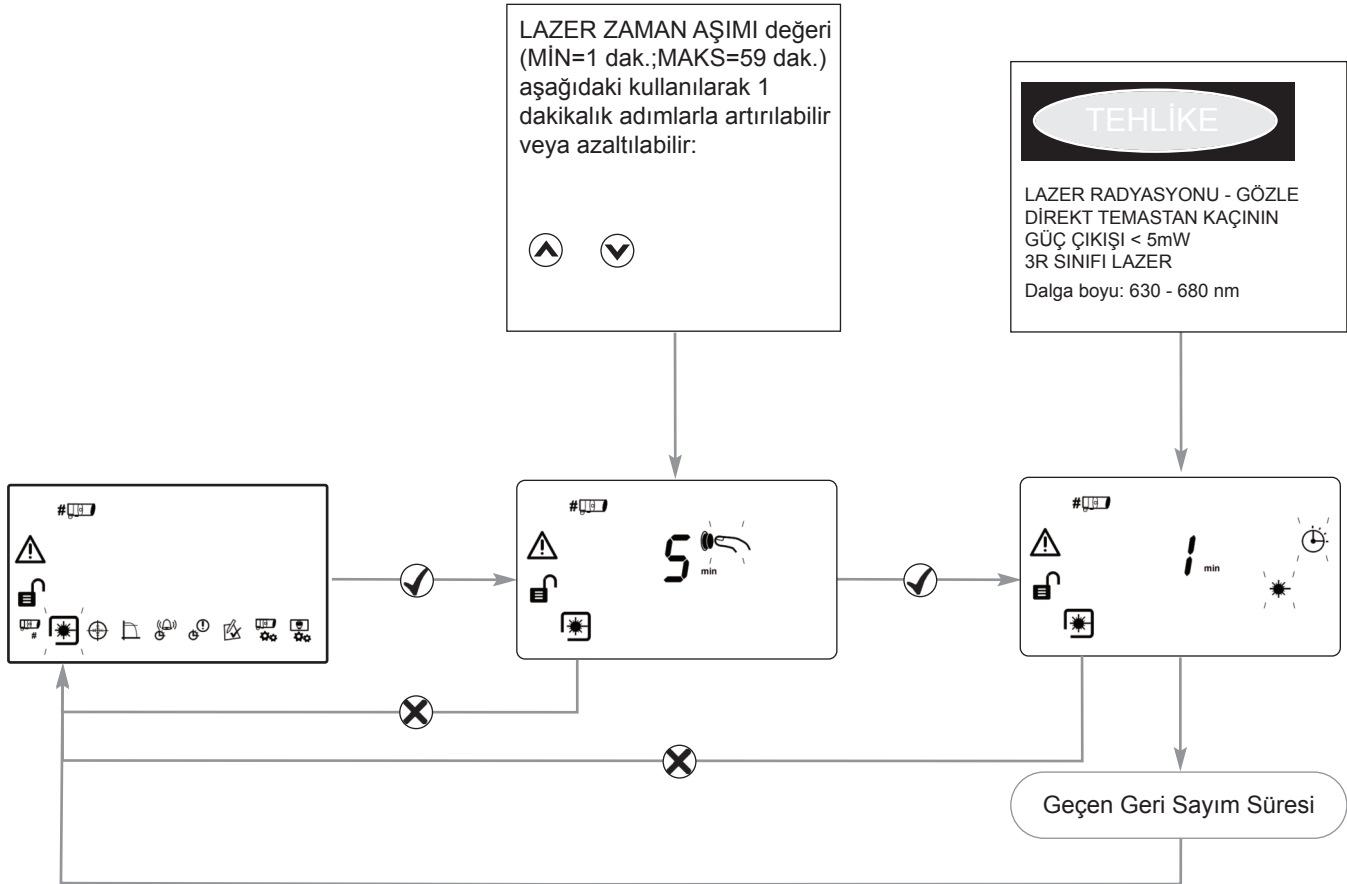 LAZER ZAMAN AŞIMI değeri
(MİN=1 dak.;MAKS=59 dak.)
aşağıdaki kullanılarak 1
dakikalık adımlarla artırılabilir
veya azaltılabilir:
TEHLİKE
LAZER RADYASYONU - GÖZLE
DİREKT TEMASTAN KAÇININ
GÜÇ ÇIKIŞI < 5mW
3R SINIFI LAZER
Dalga boyu: 630 - 680 nm
#
#
5 min
#
1 min
Geçen Geri Sayım Süresi